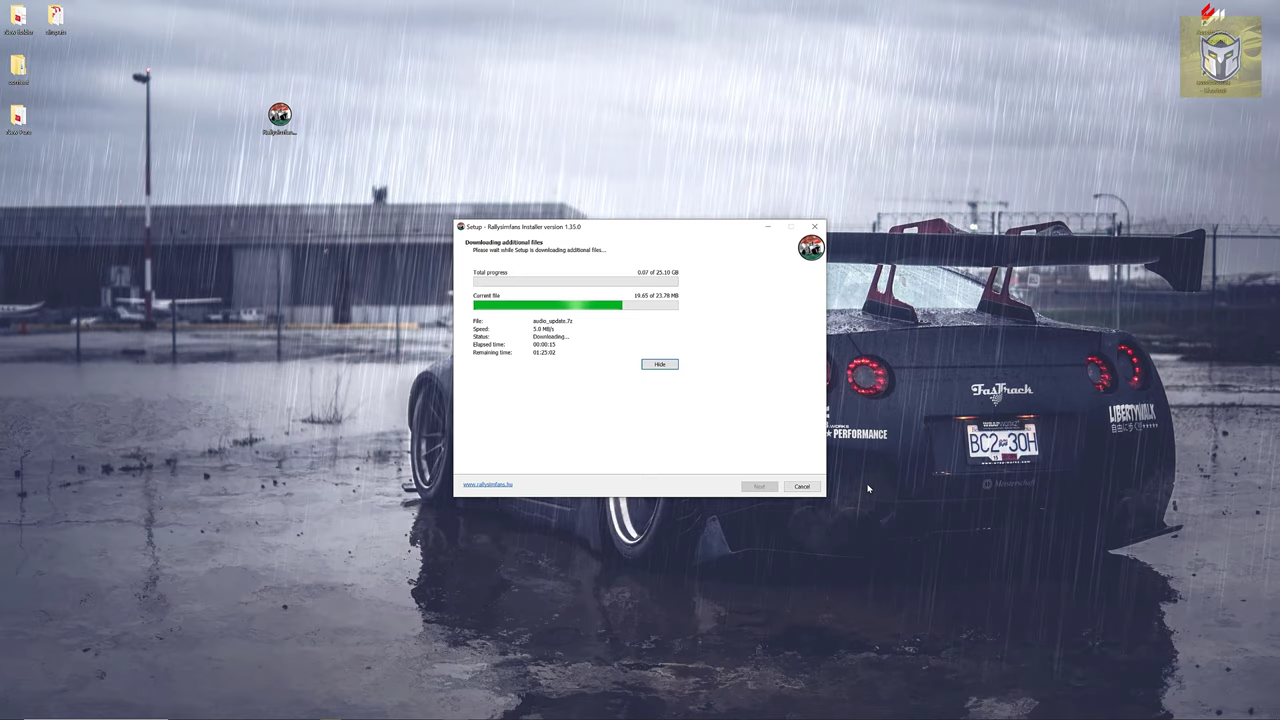 New folder
Rallysimfan...
Setup - Rallysimfans Installer version 1.35.0
Downloading additional files
Please wait while Setup is downloading additional files...
Total progress
0.07 of 25.10 GB
Current file
19.65 of 23.78 MB
File:
audio_update.7z
Speed:
5.0 MB/s
Status:
Downloading...
Elapsed time:
00:00:15
Remaining time:
01:25:02
Hide
www.rallysimfans.hu
Next
Cancel
FasTrack
LIBERTYWALK
PERFORMANCE
BC2 30H